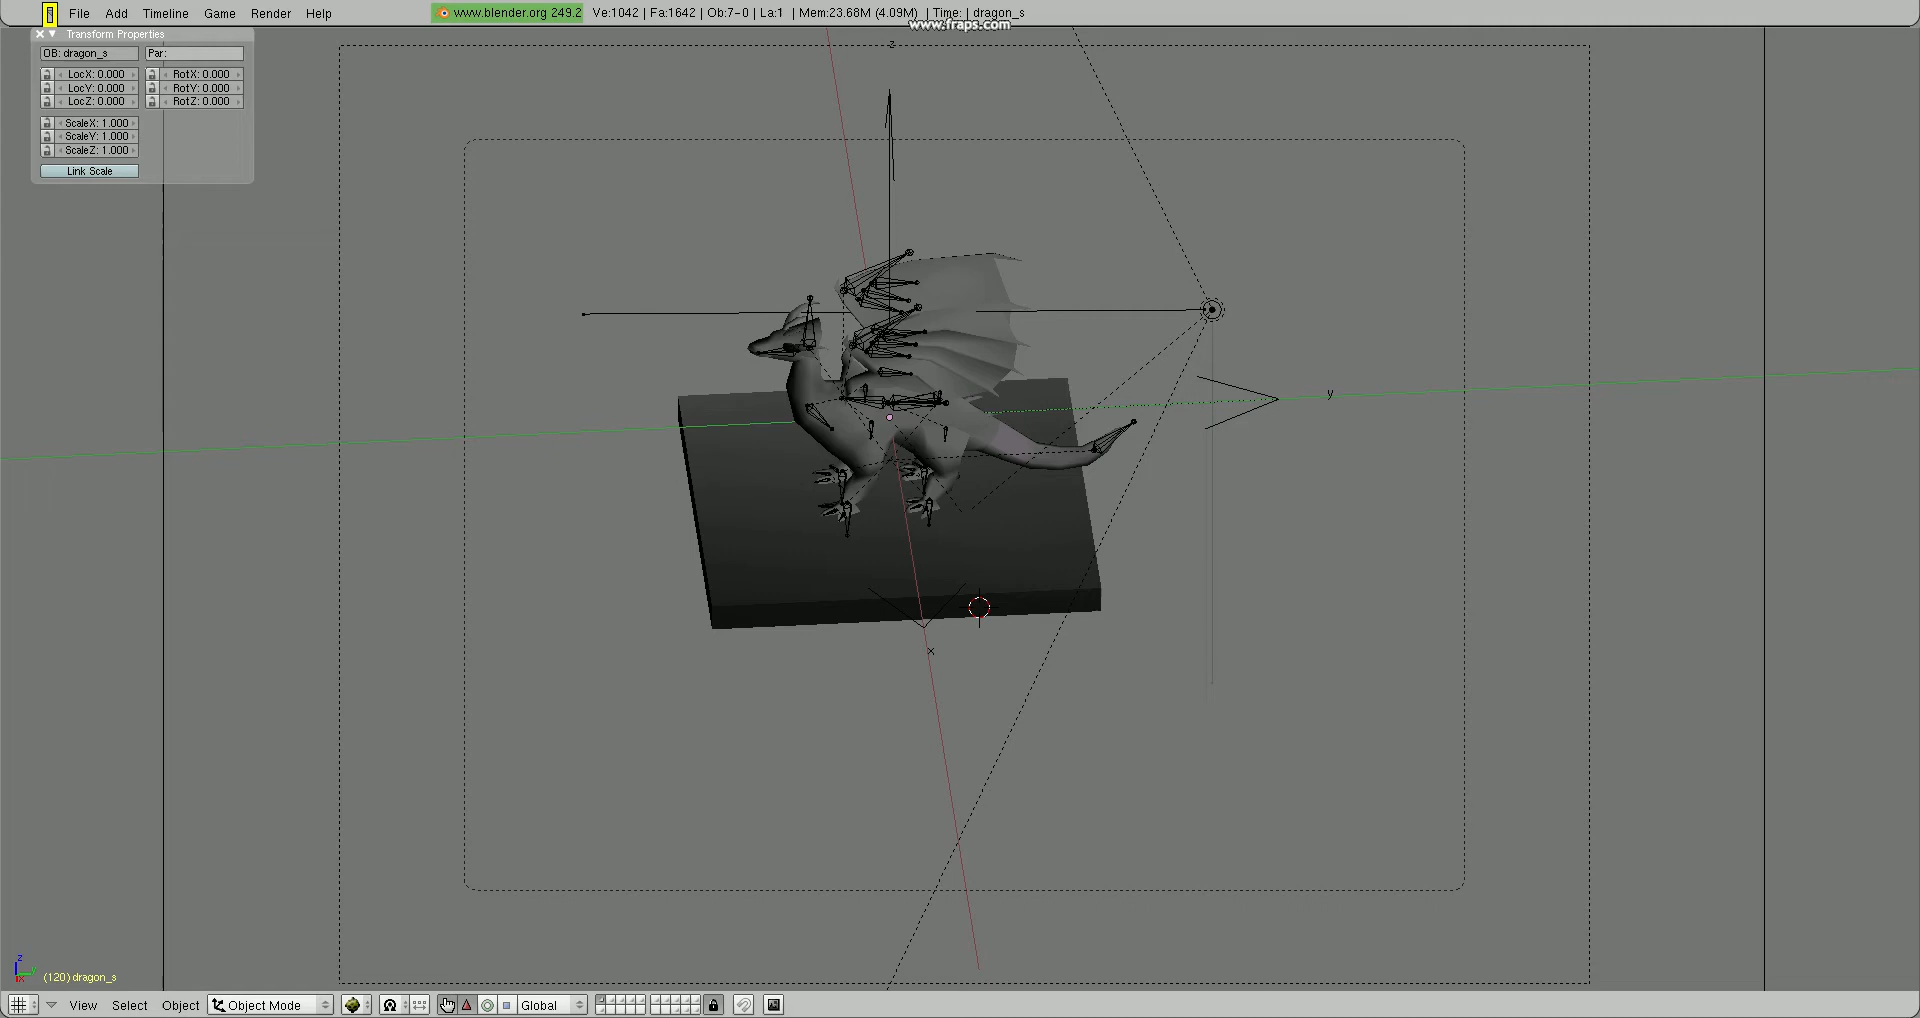 File Add Timeline Game Render Help www.blender.org 249.2 Ve:1042 | Fa:1642 | Ob:7-0 | La:1 | Mem:23.68M (4.09M) | Time: | dragon_s
www.fraps.com
Transform Properties
OB: dragon_s Par:
LocX: 0.000 RotX: 0.000
LocY: 0.000 RotY: 0.000
LocZ: 0.000 RotZ: 0.000
ScaleX: 1.000
ScaleY: 1.000
ScaleZ: 1.000
Link Scale
z
y
x
z
y
x
(120) dragon_s
View Select Object Object Mode Global